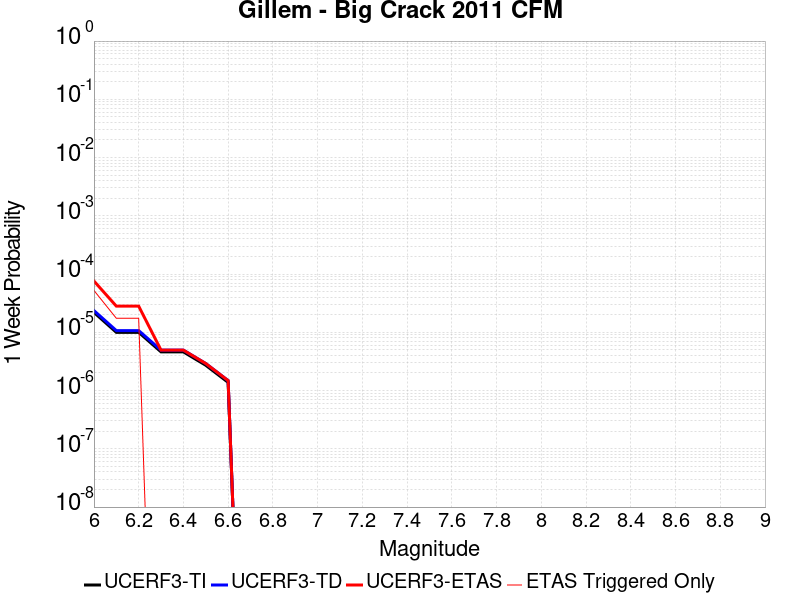 Gillem - Big Crack 2011 CFM
1 Week Probability
10^0
10^-1
10^-2
10^-3
10^-4
10^-5
10^-6
10^-7
10^-8
6 6.2 6.4 6.6 6.8 7 7.2 7.4 7.6 7.8 8 8.2 8.4 8.6 8.8 9
Magnitude
UCERF3-TI UCERF3-TD UCERF3-ETAS ETAS Triggered Only